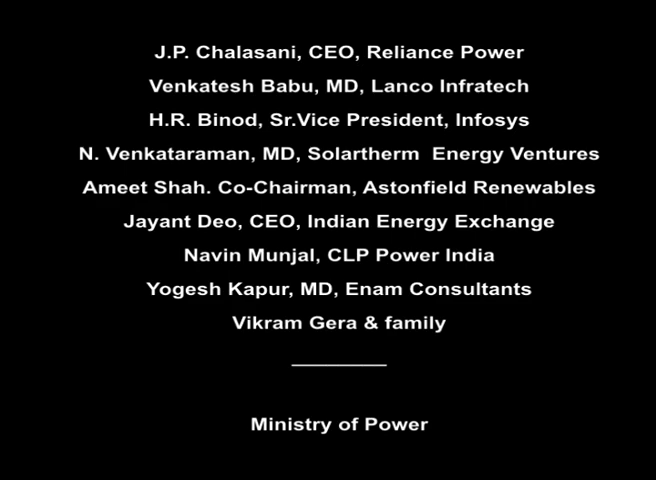 J.P. Chalasani, CEO, Reliance Power
Venkatesh Babu, MD, Lanco Infratech
H.R. Binod, Sr.Vice President, Infosys
N. Venkataraman, MD, Solartherm  Energy Ventures
Ameet Shah. Co-Chairman, Astonfield Renewables
Jayant Deo, CEO, Indian Energy Exchange
Navin Munjal, CLP Power India
Yogesh Kapur, MD, Enam Consultants
Vikram Gera & family
Ministry of Power